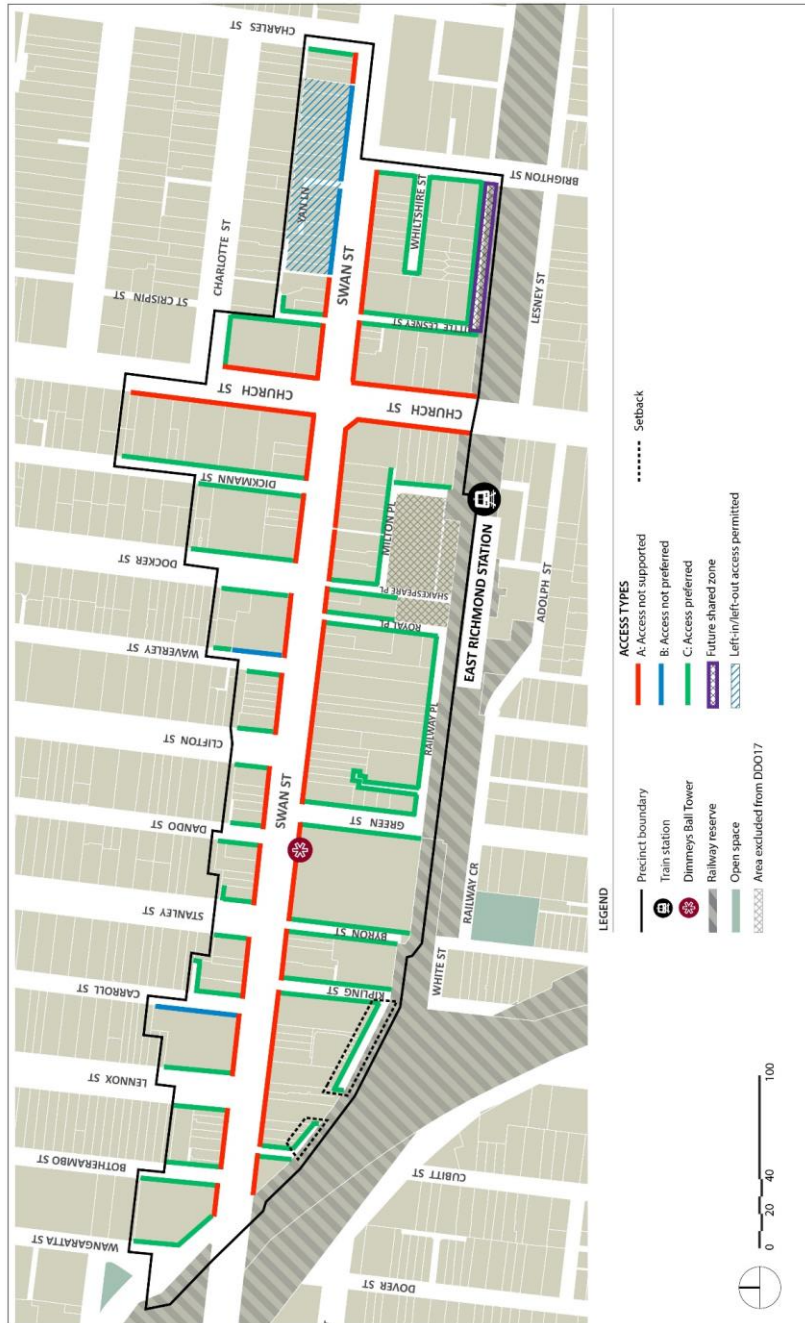 CHARLES ST
CHARLOTTE ST
ST CRISPIN ST
YAN LN
SWAN ST
BRIGHTON ST
WHILTSHIRE ST
LITTLE LESNEY ST
LESNEY ST
CHURCH ST
CHURCH ST
DICKMANN ST
DOCKER ST
MILTON PL
SHAKESPEARE PL
ROYAL PL
EAST RICHMOND STATION
ADOLPH ST
WAVERLEY ST
CLIFTON ST
RAILWAY PL
SWAN ST
GREEN ST
DANDO ST
STANLEY ST
BYRON ST
RAILWAY CR
WHITE ST
KIPLING ST
CARROLL ST
LENNOX ST
BOTHERAMBO ST
WANGARATTA ST
CUBITT ST
DOVER ST
LEGEND
Precinct boundary
Train station
Dimmeys Ball Tower
Railway reserve
Open space
Area excluded from DDO17
ACCESS TYPES
A: Access not supported
B: Access not preferred
C: Access preferred
Future shared zone
Left-in/left-out access permitted
Setback
0 20 40 100